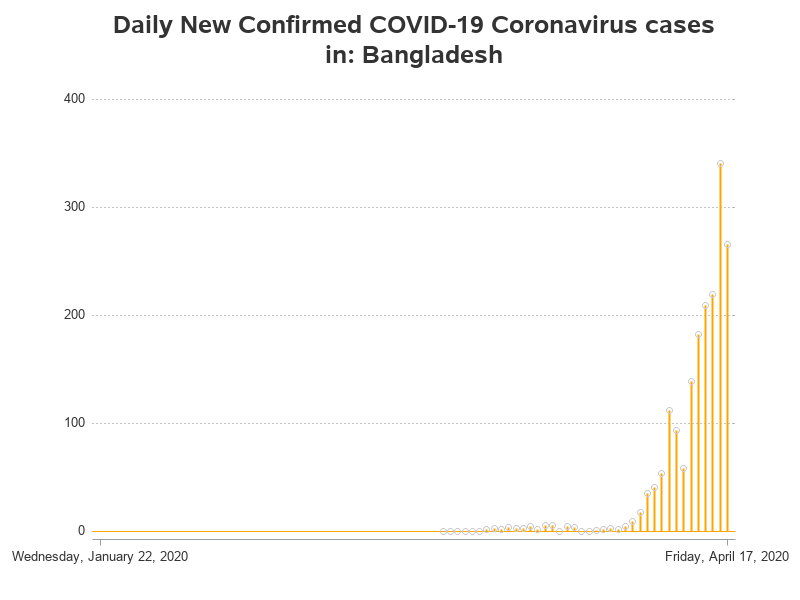 Daily New Confirmed COVID-19 Coronavirus cases
in: Bangladesh
400
300
200
100
0
Wednesday, January 22, 2020
Friday, April 17, 2020